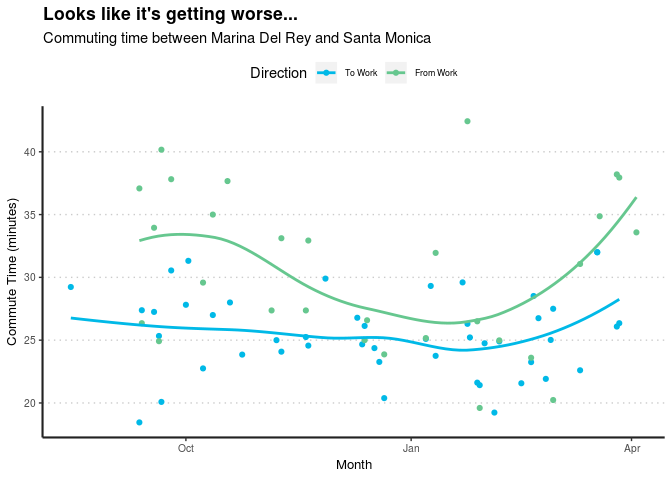 Looks like it's getting worse...
Commuting time between Marina Del Rey and Santa Monica
Direction To Work From Work
Commute Time (minutes)
40
35
30
25
20
Oct Jan Apr
Month